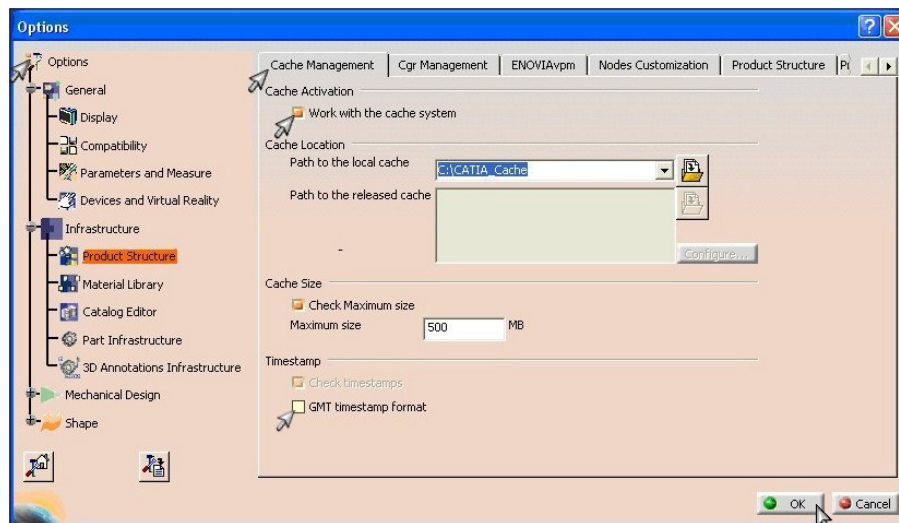 Options
Options
General
Display
Compatibility
Parameters and Measure
Devices and Virtual Reality
Infrastructure
Product Structure
Material Library
Catalog Editor
Part Infrastructure
3D Annotations Infrastructure
Mechanical Design
Shape
Cache Management Cgr Management ENOVIAvpm Nodes Customization Product Structure
Cache Activation
Work with the cache system
Cache Location
Path to the local cache C:\CATIA_Cache
Path to the released cache
-
Configure...
Cache Size
Check Maximum size
Maximum size 500 MB
Timestamp
Check timestamps
GMT timestamp format
OK Cancel